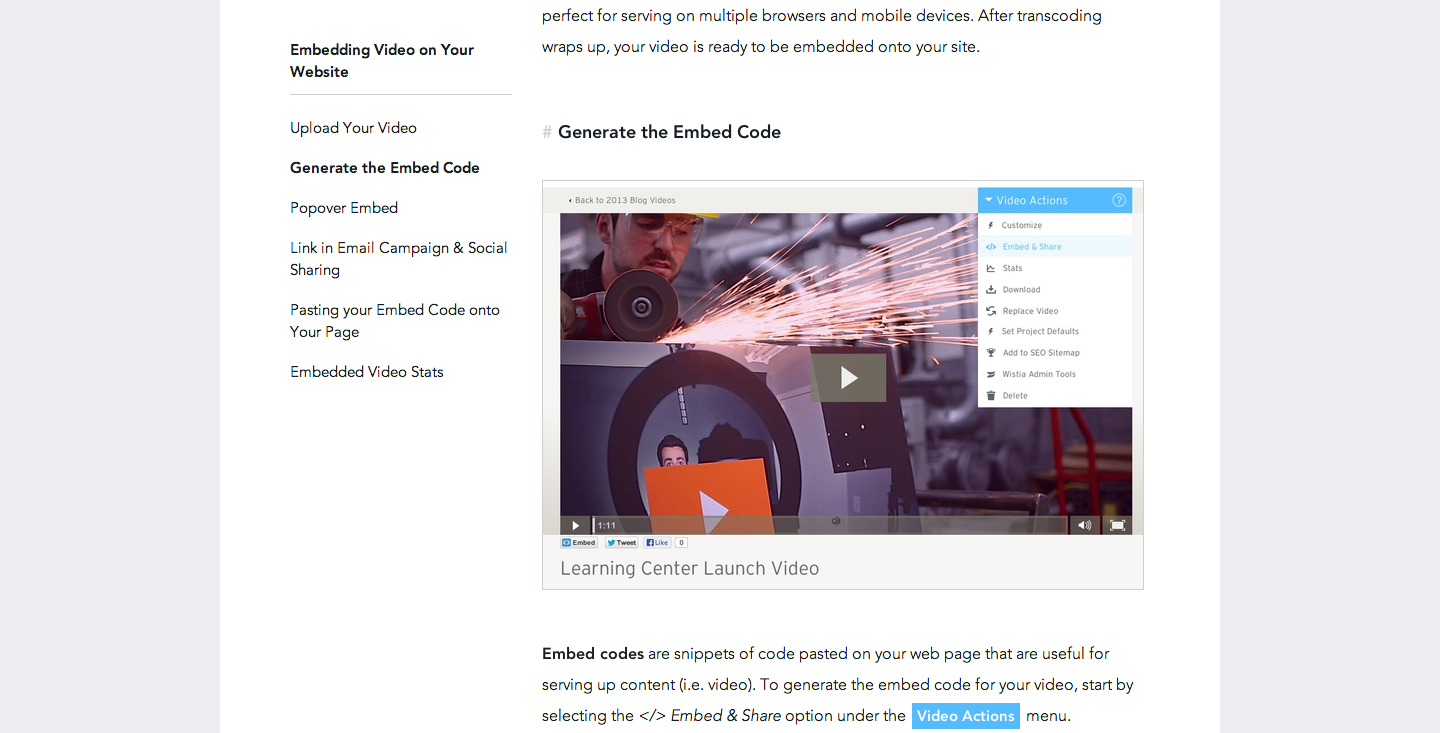 Embedding Video on Your
Website
Upload Your Video
Generate the Embed Code
Popover Embed
Link in Email Campaign & Social
Sharing
Pasting your Embed Code onto
Your Page
Embedded Video Stats
perfect for serving on multiple browsers and mobile devices. After transcoding
wraps up, your video is ready to be embedded onto your site.
# Generate the Embed Code
Back to 2013 Blog Videos
Video Actions ?
Customize
</> Embed & Share
Stats
Download
Replace Video
Set Project Defaults
Add to SEO Sitemap
Wistia Admin Tools
Delete
1:11
Embed Tweet Like 0
Learning Center Launch Video
Embed codes are snippets of code pasted on your web page that are useful for
serving up content (i.e. video). To generate the embed code for your video, start by
selecting the </> Embed & Share option under the Video Actions menu.